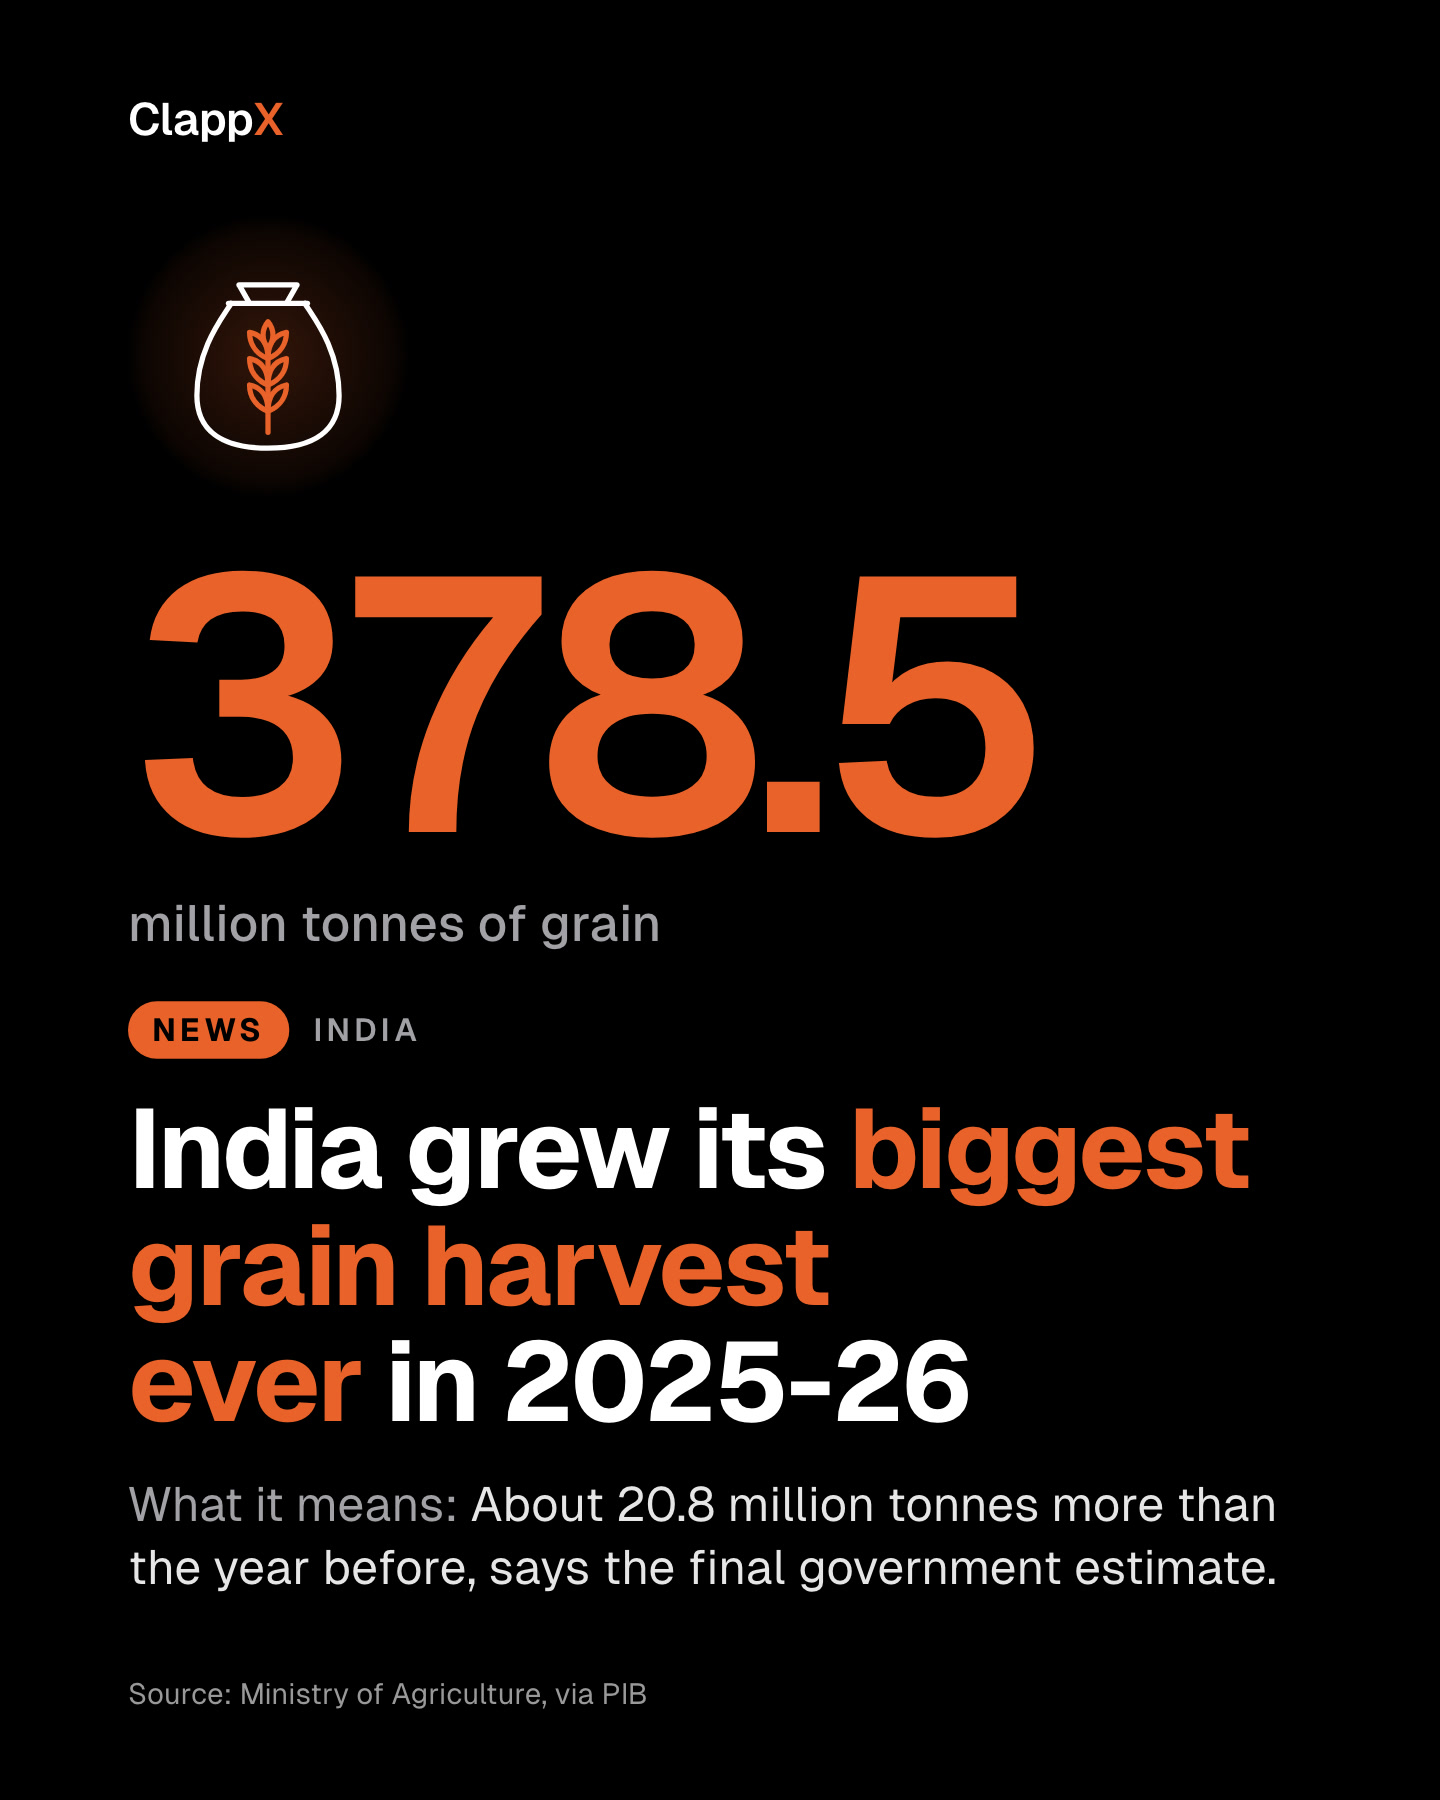 ClappX
378.5
million tonnes of grain
NEWS INDIA
India grew its biggest
grain harvest
ever in 2025-26
What it means: About 20.8 million tonnes more than
the year before, says the final government estimate.
Source: Ministry of Agriculture, via PIB